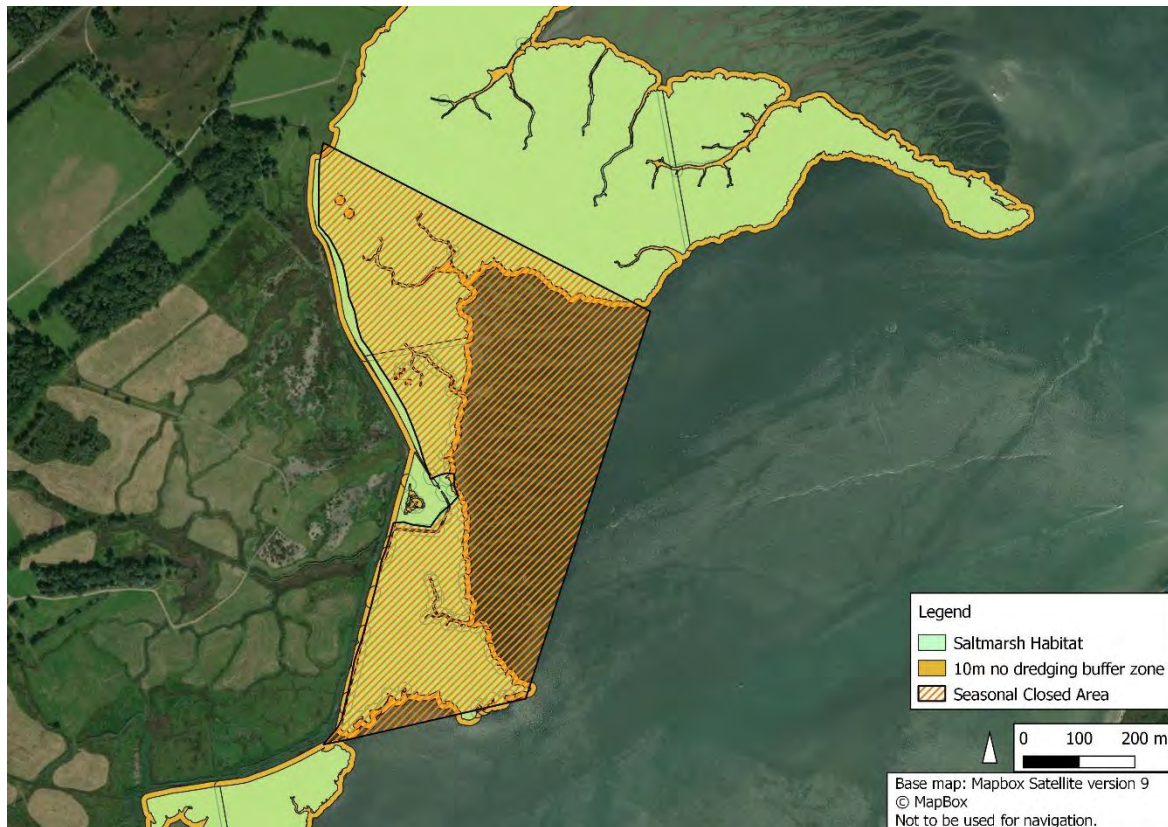 Legend
Saltmarsh Habitat
10m no dredging buffer zone
Seasonal Closed Area
0 100 200 m
Base map: Mapbox Satellite version 9
© MapBox
Not to be used for navigation.